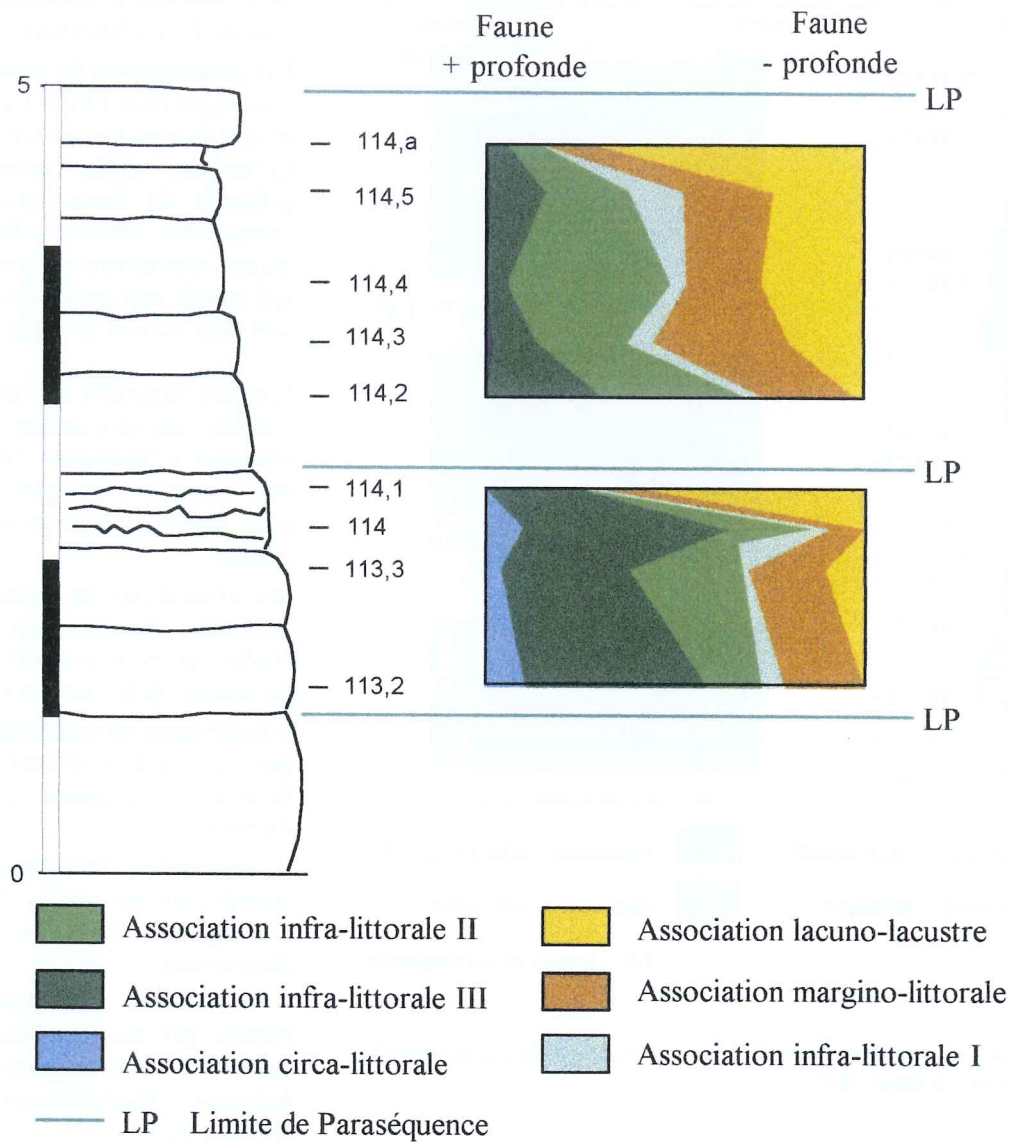 Faune
+ profonde
Faune
- profonde
5
LP
114,a
114,5
114,4
114,3
114,2
LP
114,1
114
113,3
113,2
LP
0
Association infra-littorale II
Association infra-littorale III
Association circa-littorale
LP Limite de Paraséquence
Association lacuno-lacustre
Association margino-littorale
Association infra-littorale I